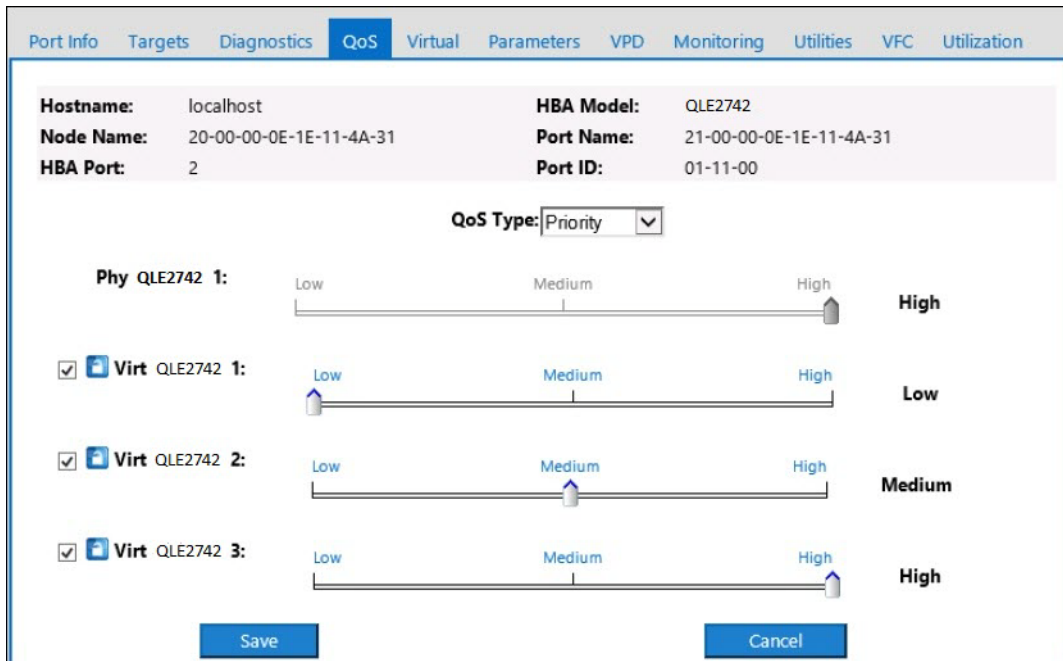 Port Info Targets Diagnostics QoS Virtual Parameters VPD Monitoring Utilities VFC Utilization
Hostname: localhost HBA Model: QLE2742
Node Name: 20-00-00-0E-1E-11-4A-31 Port Name: 21-00-00-0E-1E-11-4A-31
HBA Port: 2 Port ID: 01-11-00
QoS Type: Priority
Phy QLE2742 1: Low Medium High High
Virt QLE2742 1: Low Medium High Low
Virt QLE2742 2: Low Medium High Medium
Virt QLE2742 3: Low Medium High High
Save Cancel